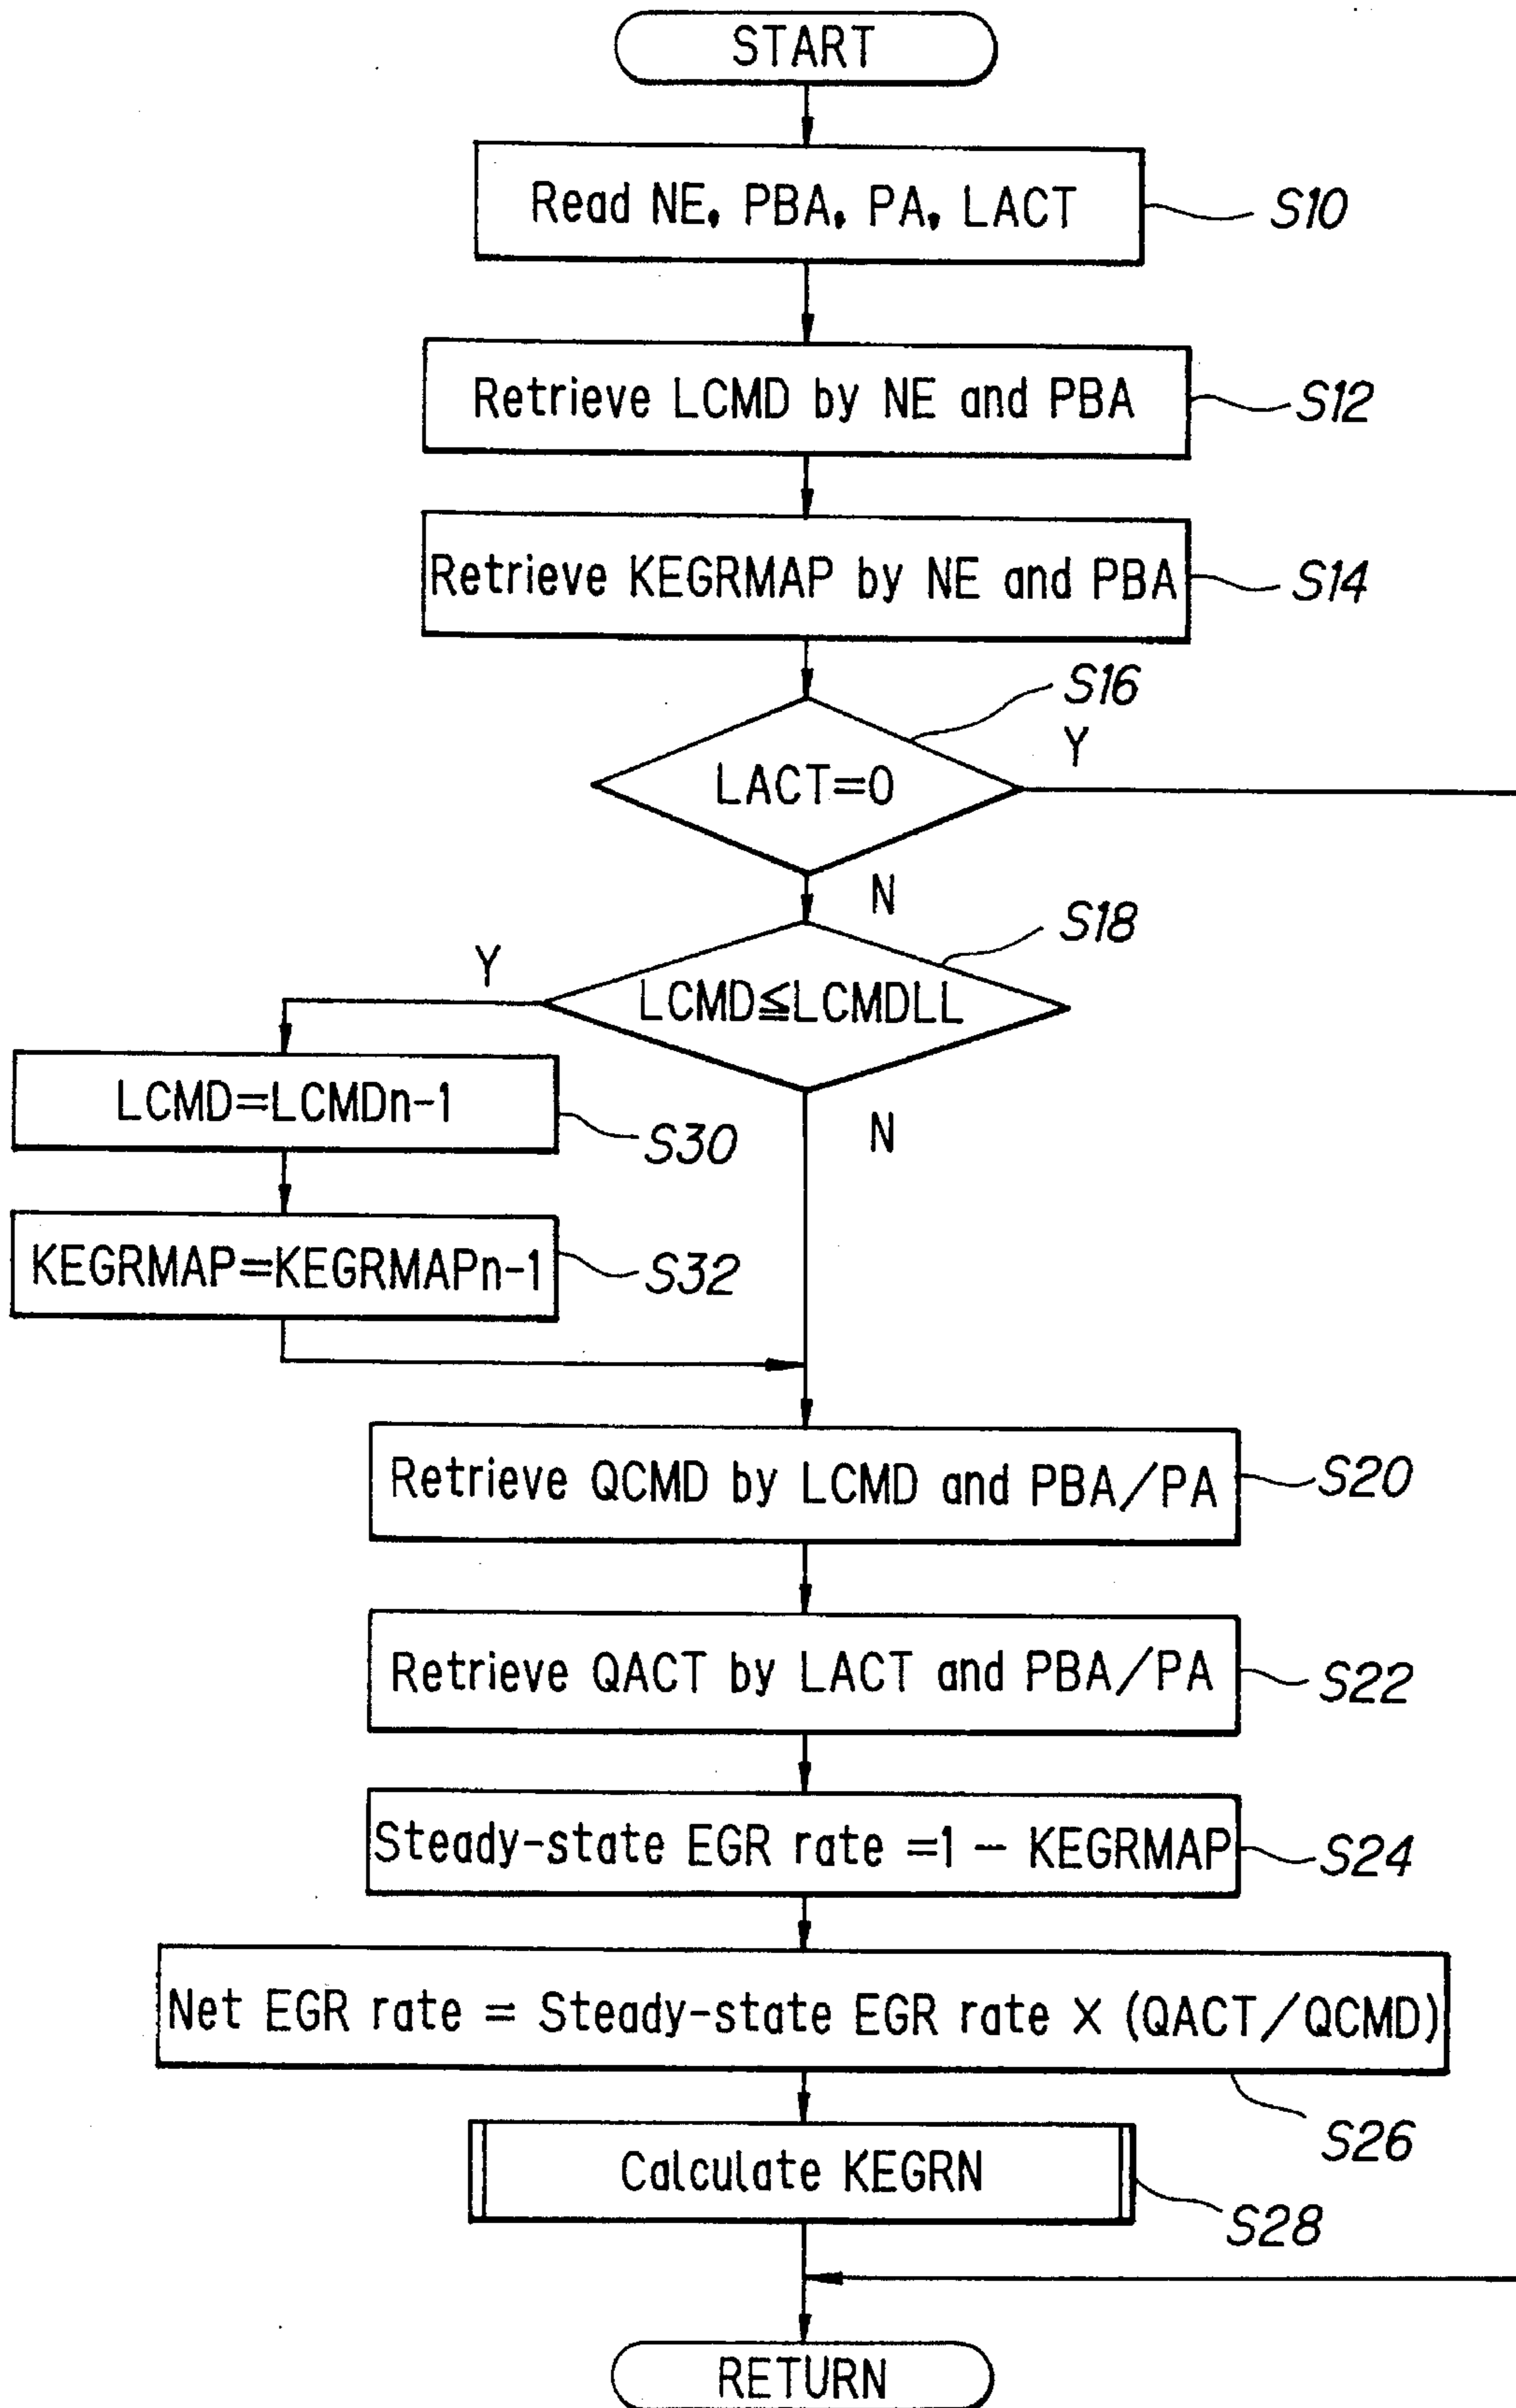 START
Read NE, PBA, PA, LACT
S10
Retrieve LCMD by NE and PBA
S12
Retrieve KEGRMAP by NE and PBA
S14
S16
LACT=0
Y
N
S18
LCMD≦LCMDLL
Y
N
LCMD=LCMDn-1
S30
KEGRMAP=KEGRMAPn-1
S32
Retrieve QCMD by LCMD and PBA/PA
S20
Retrieve QACT by LACT and PBA/PA
S22
Steady-state EGR rate =1 - KEGRMAP
S24
Net EGR rate = Steady-state EGR rate × (QACT/QCMD)
S26
Calculate KEGRN
S28
RETURN